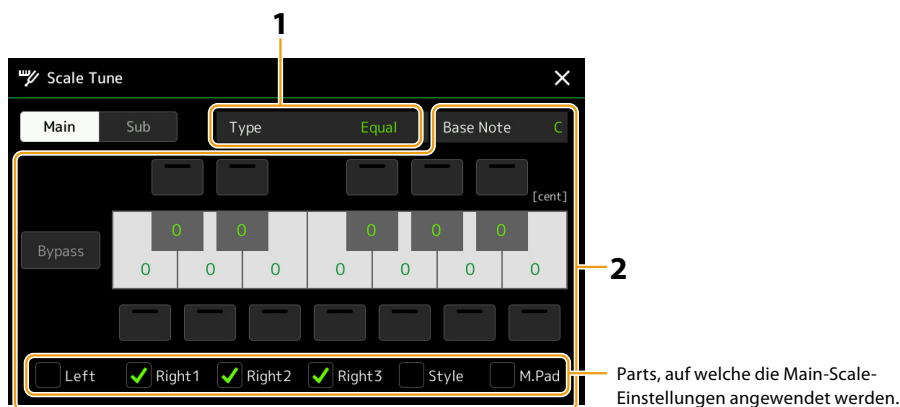 1
Scale Tune
Main Sub Type Equal Base Note C
[cent]
0 0 0 0 0
Bypass
0 0 0 0 0 0 0
2
Left Right1 Right2 Right3 Style M.Pad
Parts, auf welche die Main-Scale-
Einstellungen angewendet werden.